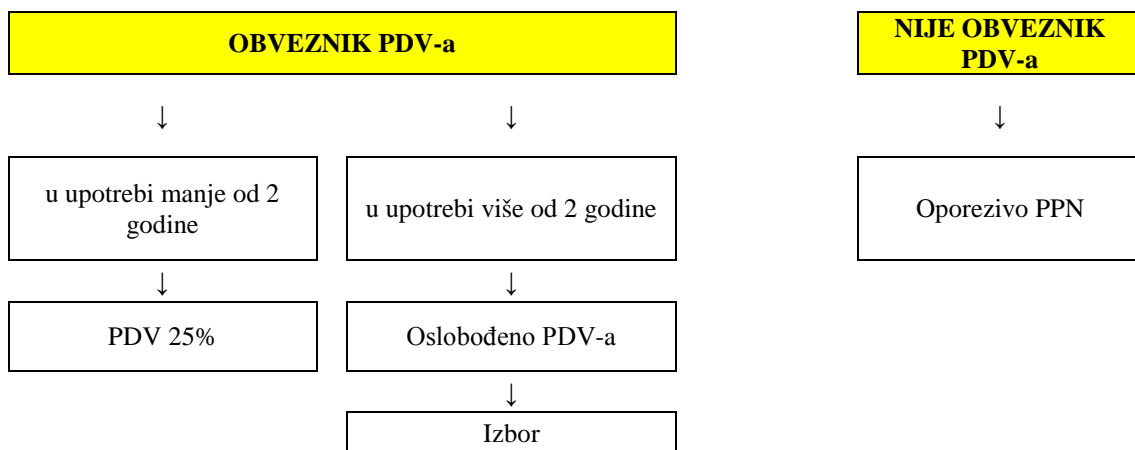 OBVEZNIK PDV-a
NIJE OBVEZNIK
PDV-a
↓
↓
↓
u upotrebi manje od 2
godine
u upotrebi više od 2 godine
Oporezivo PPN
↓
↓
PDV 25%
Oslobođeno PDV-a
↓
Izbor